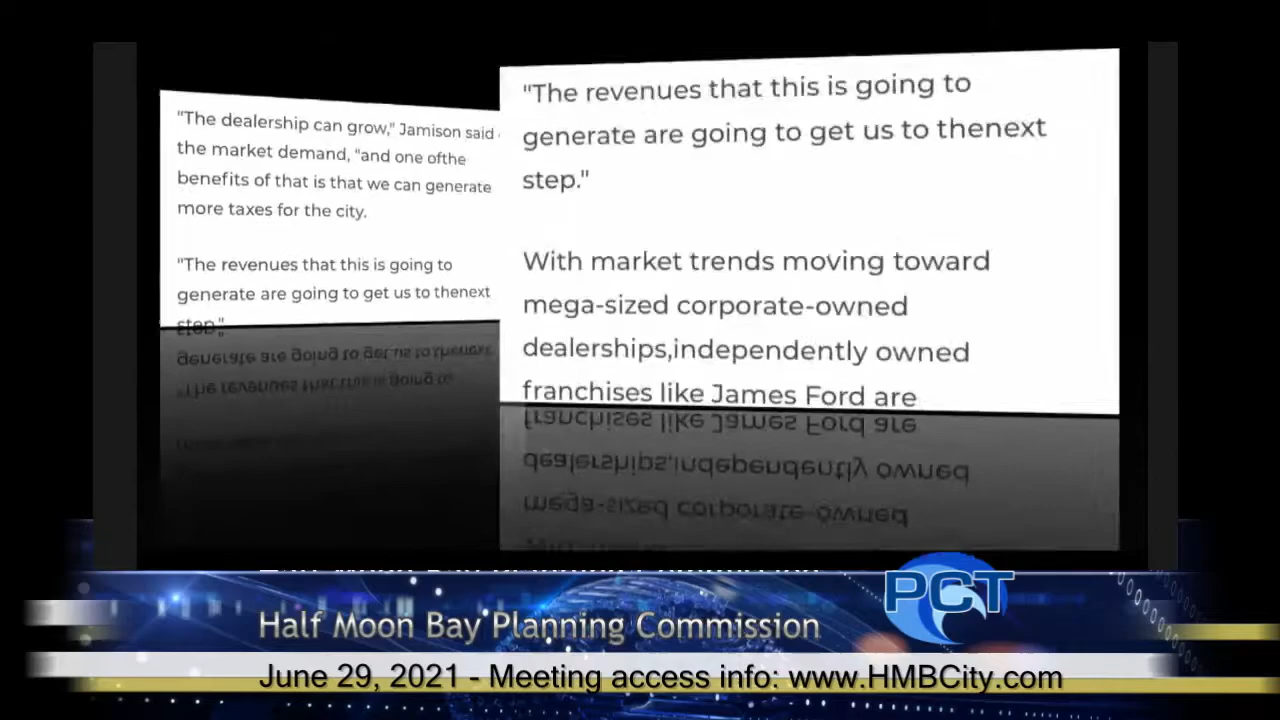 "The dealership can grow," Jamison said
the market demand, "and one ofthe
benefits of that is that we can generate
more taxes for the city.
"The revenues that this is going to
generate are going to get us to thenext
step."
"The revenues that this is going to
generate are going to get us to thenext
step."
With market trends moving toward
mega-sized corporate-owned
dealerships,independently owned
franchises like James Ford are
PCT
Half Moon Bay Planning Commission
June 29, 2021 - Meeting access info: www.HMBCity.com